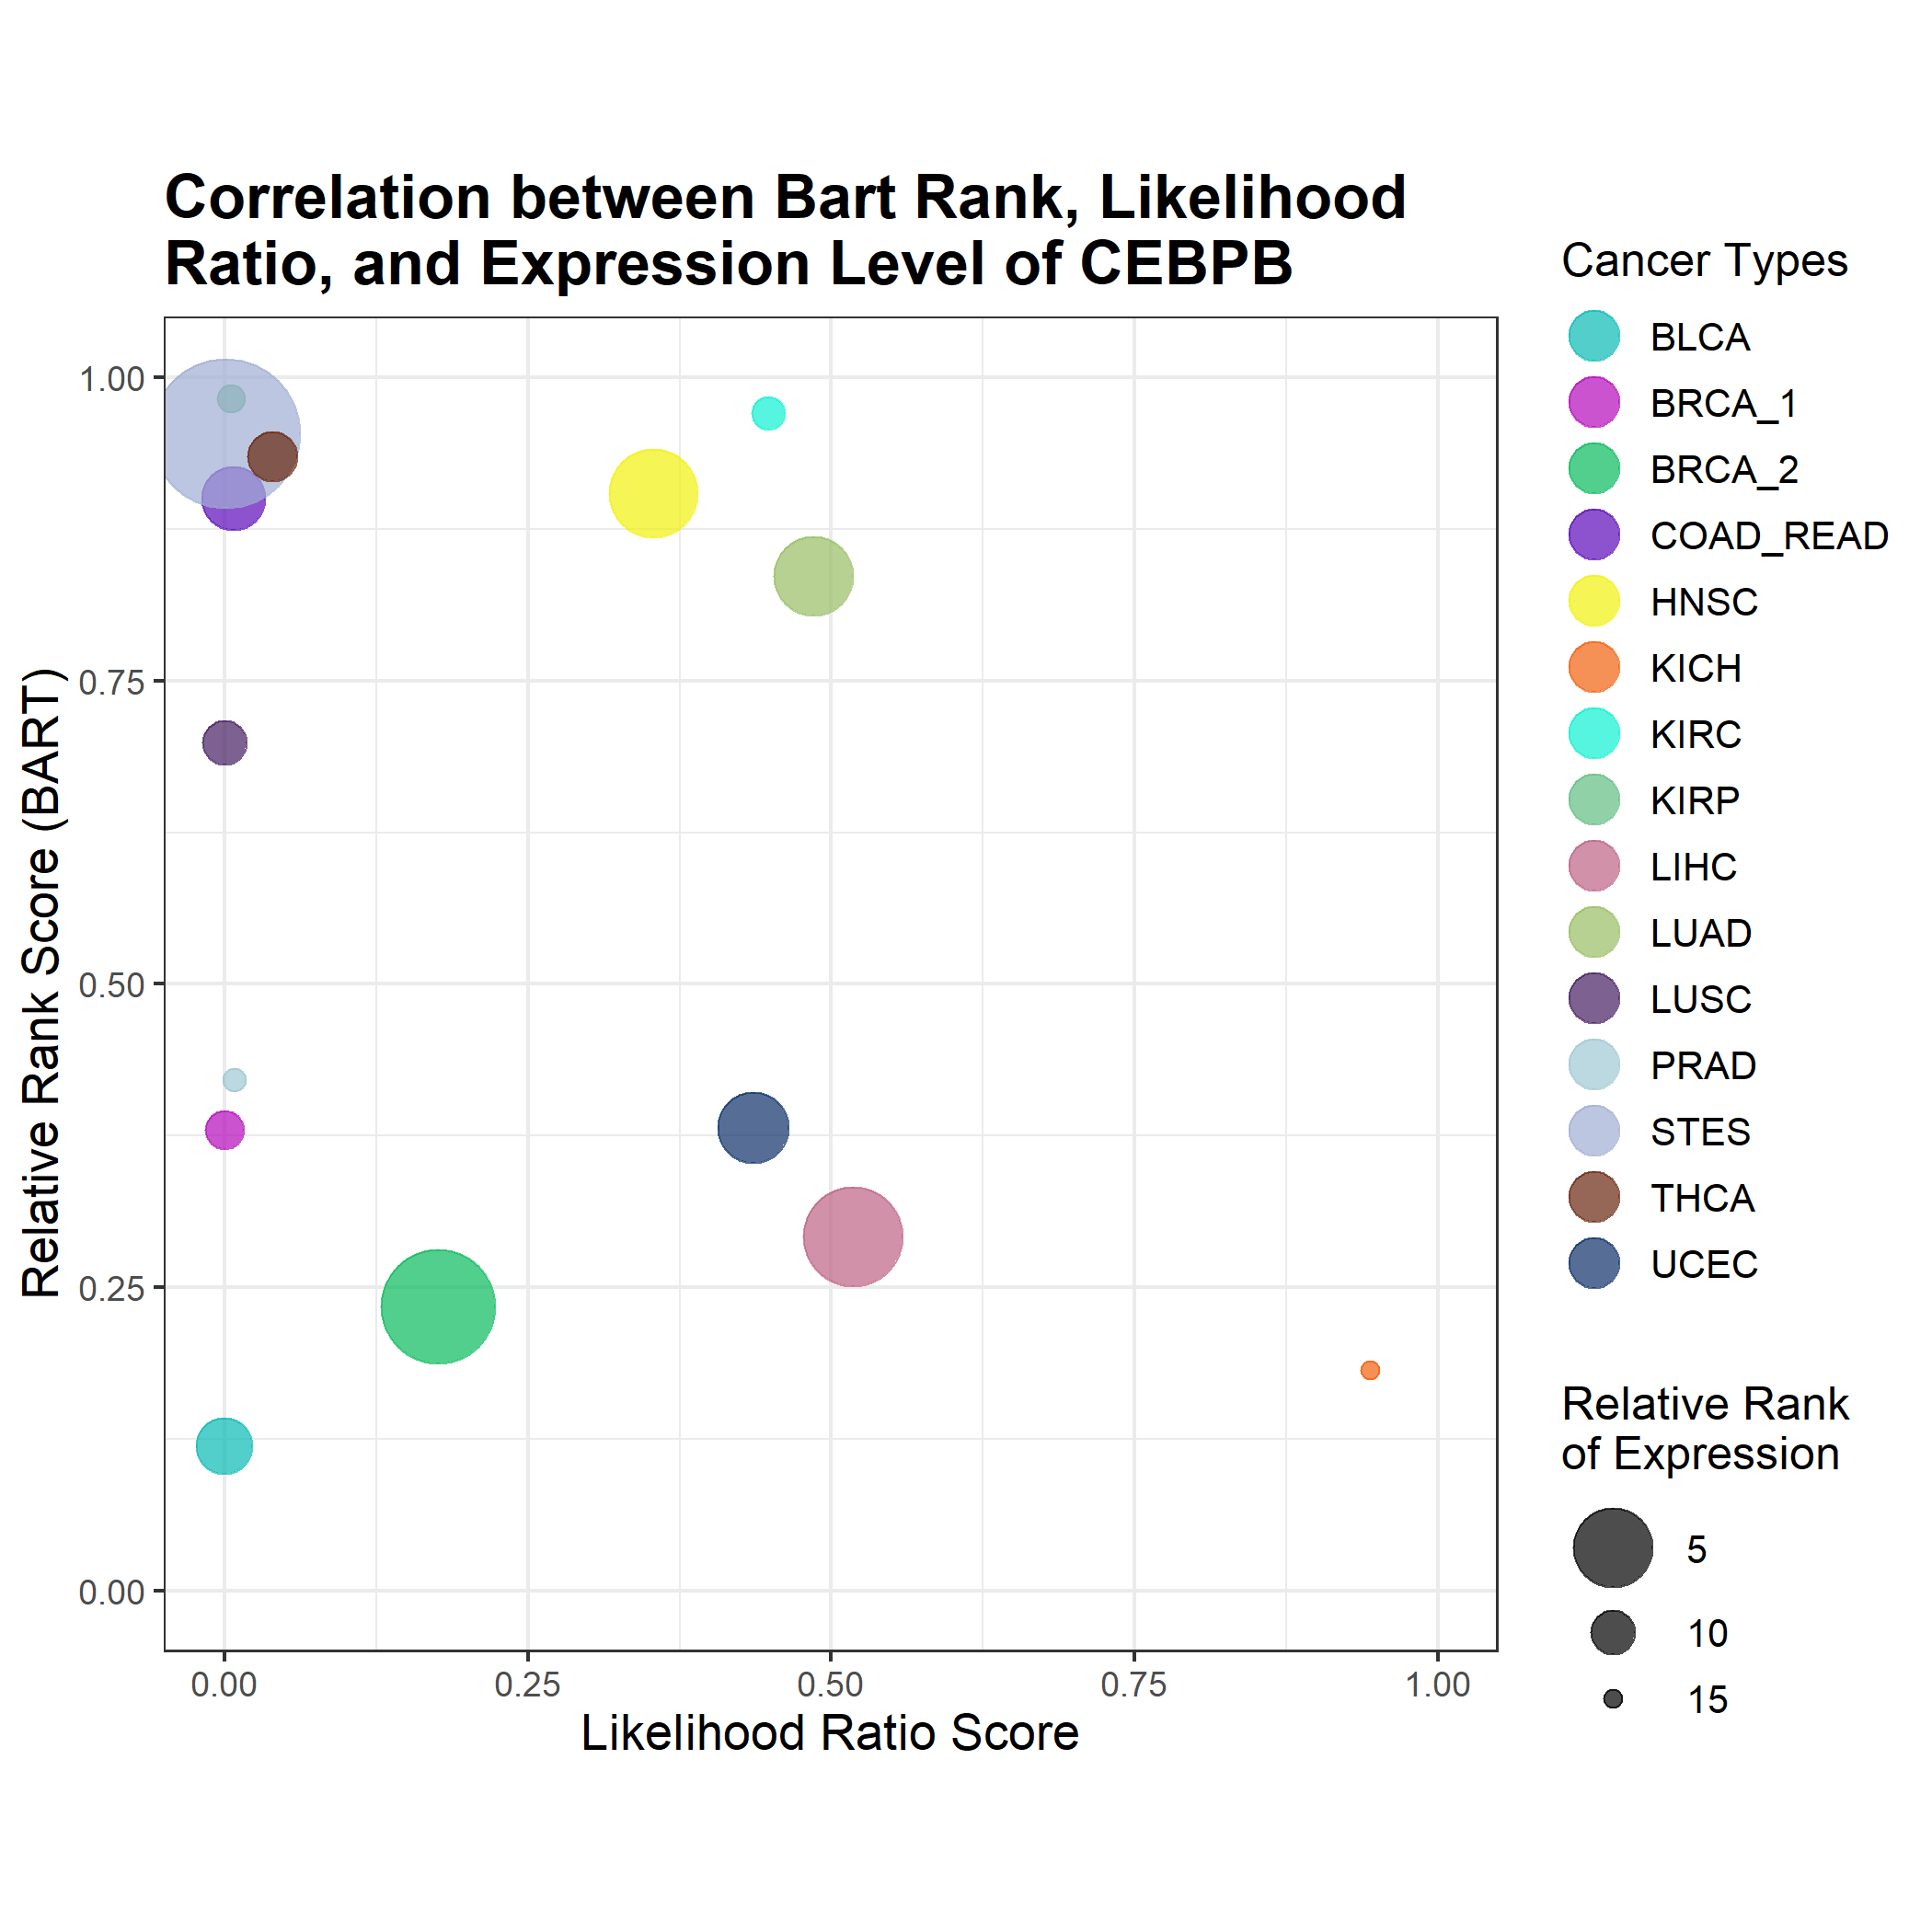 Correlation between Bart Rank, Likelihood
Ratio, and Expression Level of CEBPB
Relative Rank Score (BART)
1.00
0.75
0.50
0.25
0.00
0.00
0.25
0.50
0.75
1.00
Likelihood Ratio Score
Cancer Types
BLCA
BRCA_1
BRCA_2
COAD_READ
HNSC
KICH
KIRC
KIRP
LIHC
LUAD
LUSC
PRAD
STES
THCA
UCEC
Relative Rank
of Expression
5
10
15